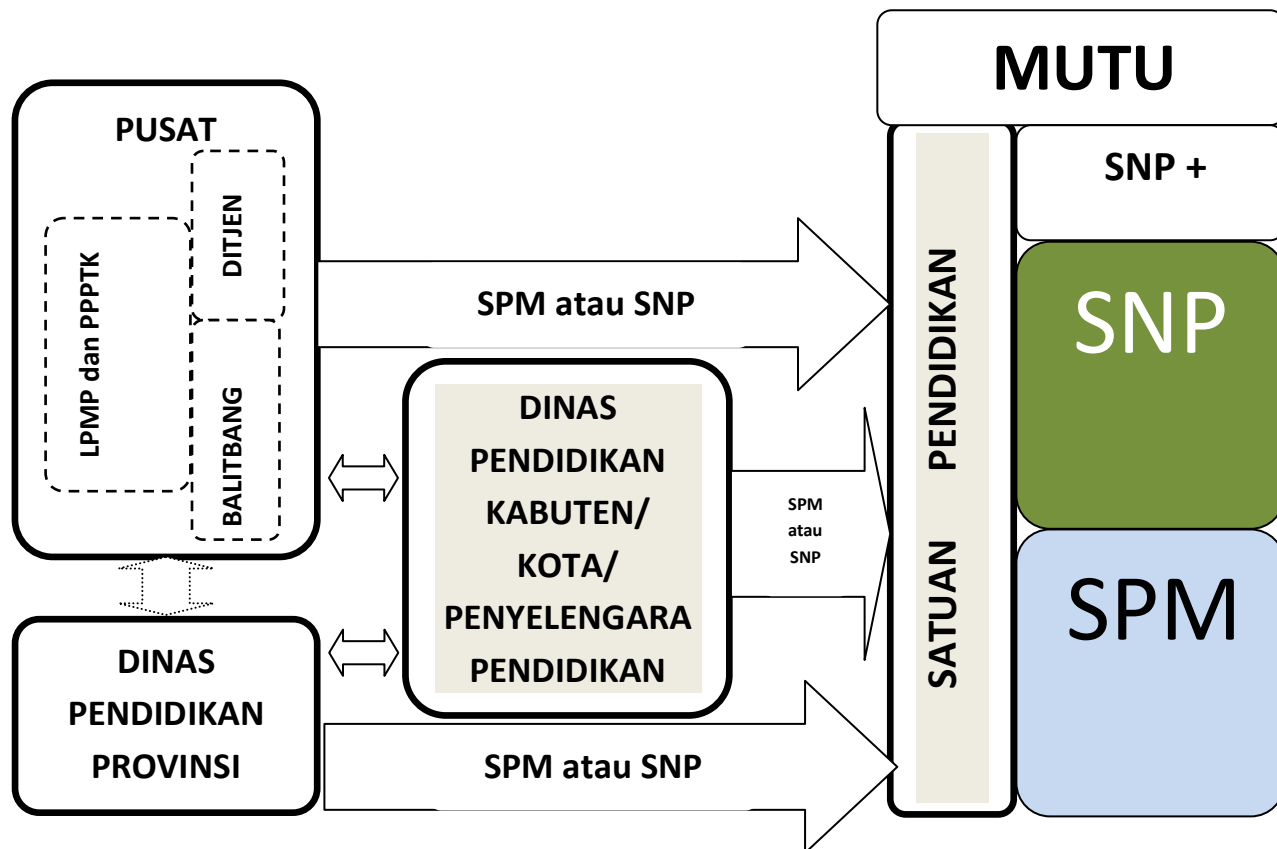 MUTU
PUSAT
DITJEN
LPMP dan PPPTK
BALITBANG
SPM atau SNP
DINAS
PENDIDIKAN
KABUTEN/
KOTA/
PENYELENGARA
PENDIDIKAN
SPM
atau
SNP
DINAS
PENDIDIKAN
PROVINSI
SPM atau SNP
SATUAN PENDIDIKAN
SNP +
SNP
SPM